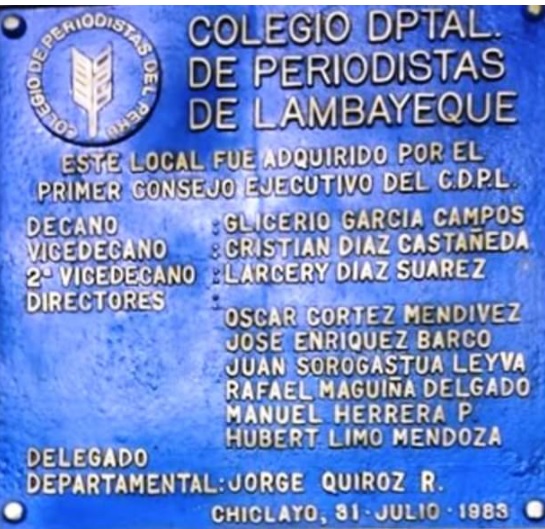 COLEGIO DE PERIODISTAS DEL PERU
COLEGIO DPTAL.
DE PERIODISTAS
DE LAMBAYEQUE
ESTE LOCAL FUE ADQUIRIDO POR EL
PRIMER CONSEJO EJECUTIVO DEL C.D.P.L.
DECANO : GLICERIO GARCIA CAMPOS
VICEDECANO : CRISTIAN DIAZ CASTAÑEDA
2º VICEDECANO : LARCERY DIAZ SUAREZ
DIRECTORES :
OSCAR CORTEZ MENDIVEZ
JOSE ENRIQUEZ BARCO
JUAN SOROGASTUA LEYVA
RAFAEL MAGUIÑA DELGADO
MANUEL HERRERA P.
HUBERT LIMO MENDOZA
DELEGADO
DEPARTAMENTAL: JORGE QUIROZ R.
CHICLAYO, 31 - JULIO - 1983